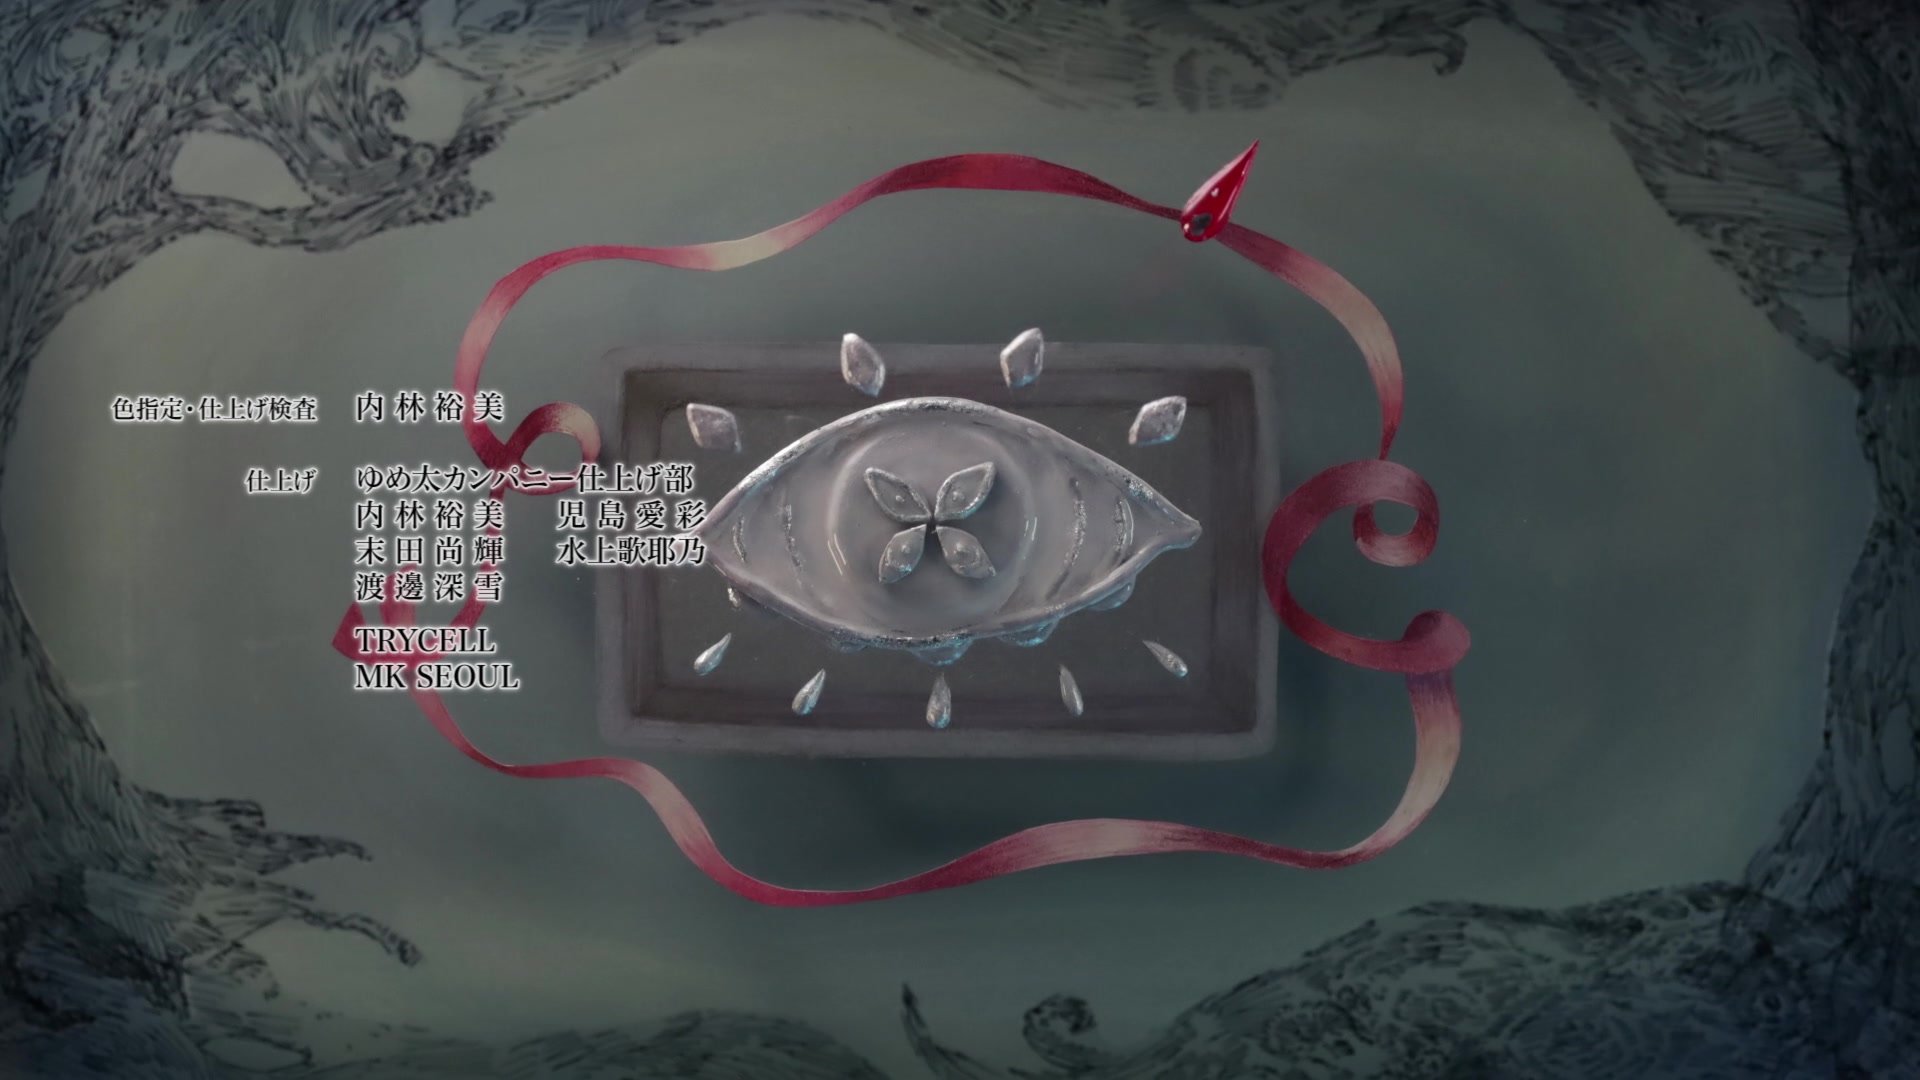 色指定・仕上げ検査 内林裕美
仕上げ ゆめ太カンパニー仕上げ部
内林裕美 児島愛彩
末田尚輝 水上歌耶乃
渡邊深雪
TRYCELL
MK SEOUL